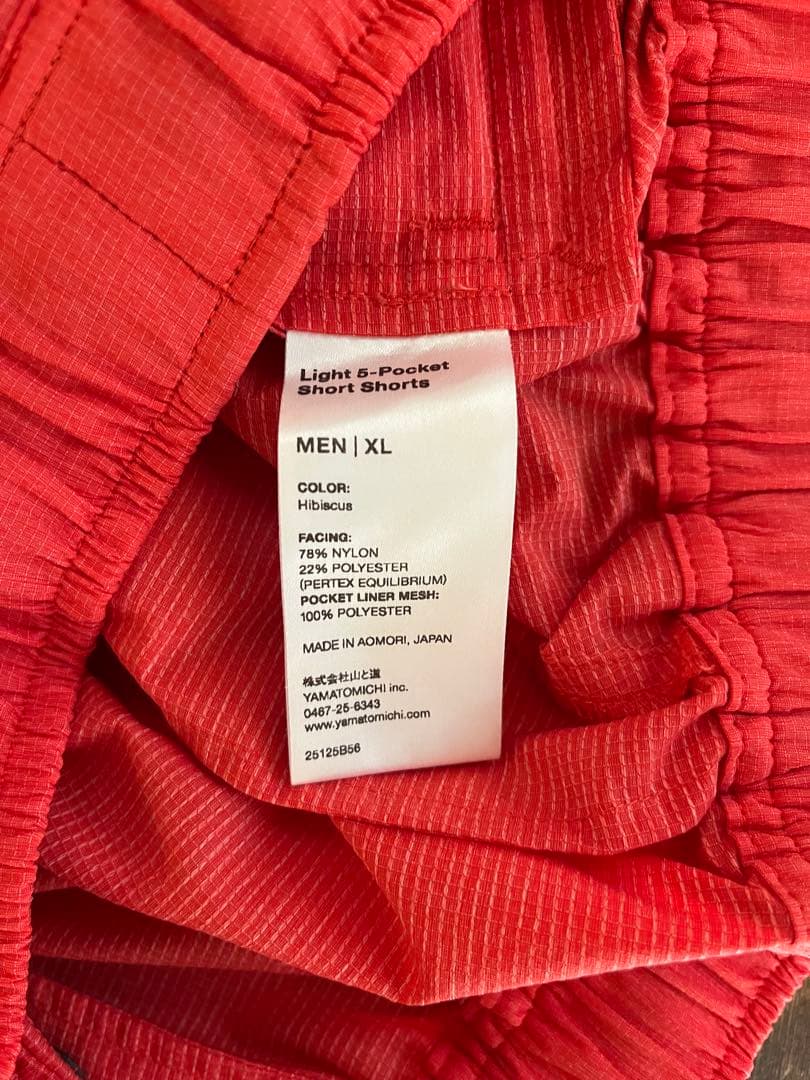 Light 5-Pocket
Short Shorts
MEN | XL
COLOR:
Hibiscus
FACING:
78% NYLON
22% POLYESTER
(PERTEX EQUILIBRIUM)
POCKET LINER MESH:
100% POLYESTER
MADE IN AOMORI, JAPAN
株式会社山と道
YAMATOMICHI inc.
0467-25-6343
www.yamatomichi.com
25125B56